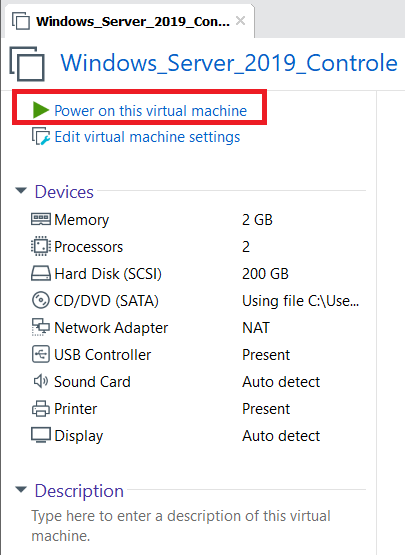 Windows_Server_2019_Con...
Windows_Server_2019_Controle
Power on this virtual machine
Edit virtual machine settings
Devices
Memory 2 GB
Processors 2
Hard Disk (SCSI) 200 GB
CD/DVD (SATA) Using file C:\Use...
Network Adapter NAT
USB Controller Present
Sound Card Auto detect
Printer Present
Display Auto detect
Description
Type here to enter a description of this virtual
machine.